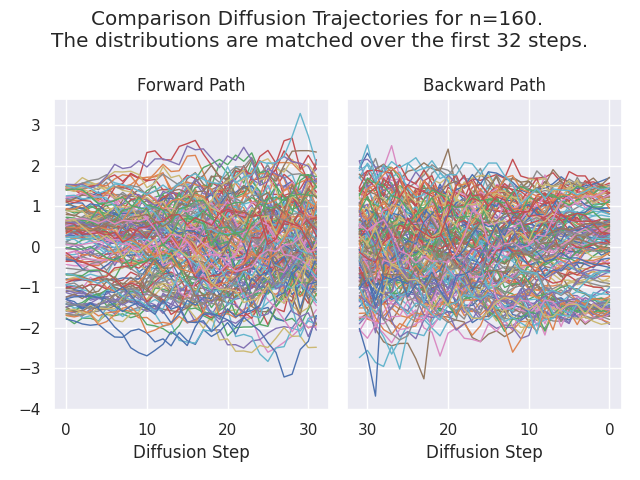 Comparison Diffusion Trajectories for n=160.
The distributions are matched over the first 32 steps.
Forward Path
Backward Path
3
2
1
0
−1
−2
−3
−4
0 10 20 30
30 20 10 0
Diffusion Step
Diffusion Step